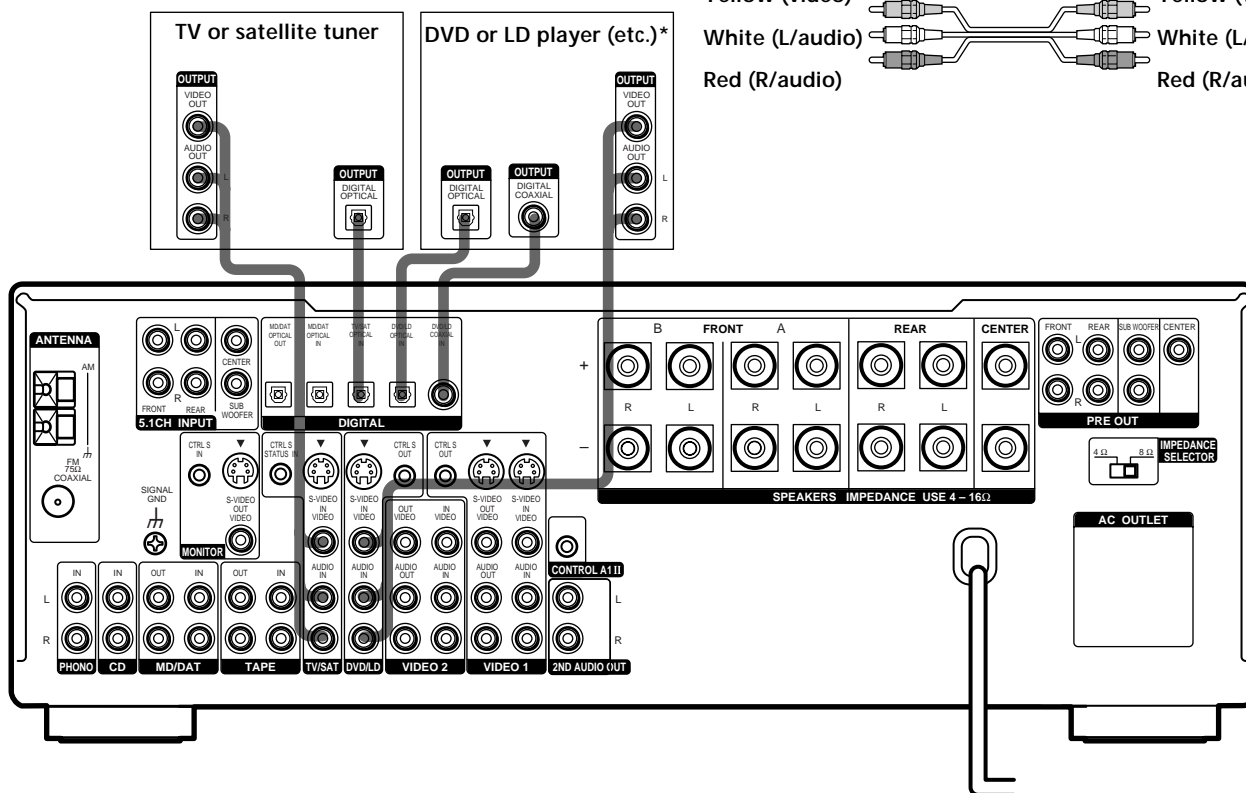 Yellow (video)
White (L/audio)
White (L/
Red (R/audio)
TV or satellite tuner
DVD or LD player (etc.)*
OUTPUT
VIDEO
OUT
AUDIO
OUT
L
R
OUTPUT
DIGITAL
OPTICAL
OUTPUT
DIGITAL
OPTICAL
OUTPUT
DIGITAL
COAXIAL
OUTPUT
VIDEO
OUT
AUDIO
OUT
L
R
ANTENNA
AM
FM
75Ω
COAXIAL
L
R
CENTER
FRONT
REAR
SUB
WOOFER
5.1CH INPUT
MD/DAT
OPTICAL
OUT
MD/DAT
OPTICAL
IN
TV/SAT
OPTICAL
IN
DVD/LD
OPTICAL
IN
DVD/LD
COAXIAL
IN
DIGITAL
B
FRONT
A
REAR
CENTER
+
R
L
R
L
R
L
–
SPEAKERS IMPEDANCE USE 4 – 16Ω
FRONT
REAR
SUB WOOFER
CENTER
L
R
PRE OUT
4 Ω
8 Ω
IMPEDANCE
SELECTOR
AC OUTLET
SIGNAL
GND
CTRL S
IN
S-VIDEO
OUT
VIDEO
MONITOR
CTRL S
STATUS IN
S-VIDEO
IN
VIDEO
S-VIDEO
IN
VIDEO
CTRL S
OUT
OUT
VIDEO
IN
VIDEO
CTRL S
OUT
S-VIDEO
OUT
VIDEO
S-VIDEO
IN
VIDEO
CONTROL A1 II
IN
IN
OUT
IN
OUT
IN
AUDIO
IN
AUDIO
IN
AUDIO
OUT
AUDIO
IN
AUDIO
OUT
AUDIO
IN
L
L
R
R
PHONO
CD
MD/DAT
TAPE
TV/SAT
DVD/LD
VIDEO 2
VIDEO 1
2ND AUDIO OUT